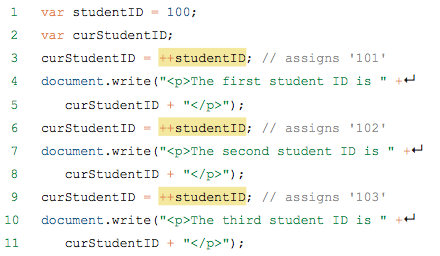 1 var studentID = 100;
2 var curStudentID;
3 curStudentID = ++studentID; // assigns '101'
4 document.write("<p>The first student ID is " +↵
5 curStudentID + "</p>");
6 curStudentID = ++studentID; // assigns '102'
7 document.write("<p>The second student ID is " +↵
8 curStudentID + "</p>");
9 curStudentID = ++studentID; // assigns '103'
10 document.write("<p>The third student ID is " +↵
11 curStudentID + "</p>");